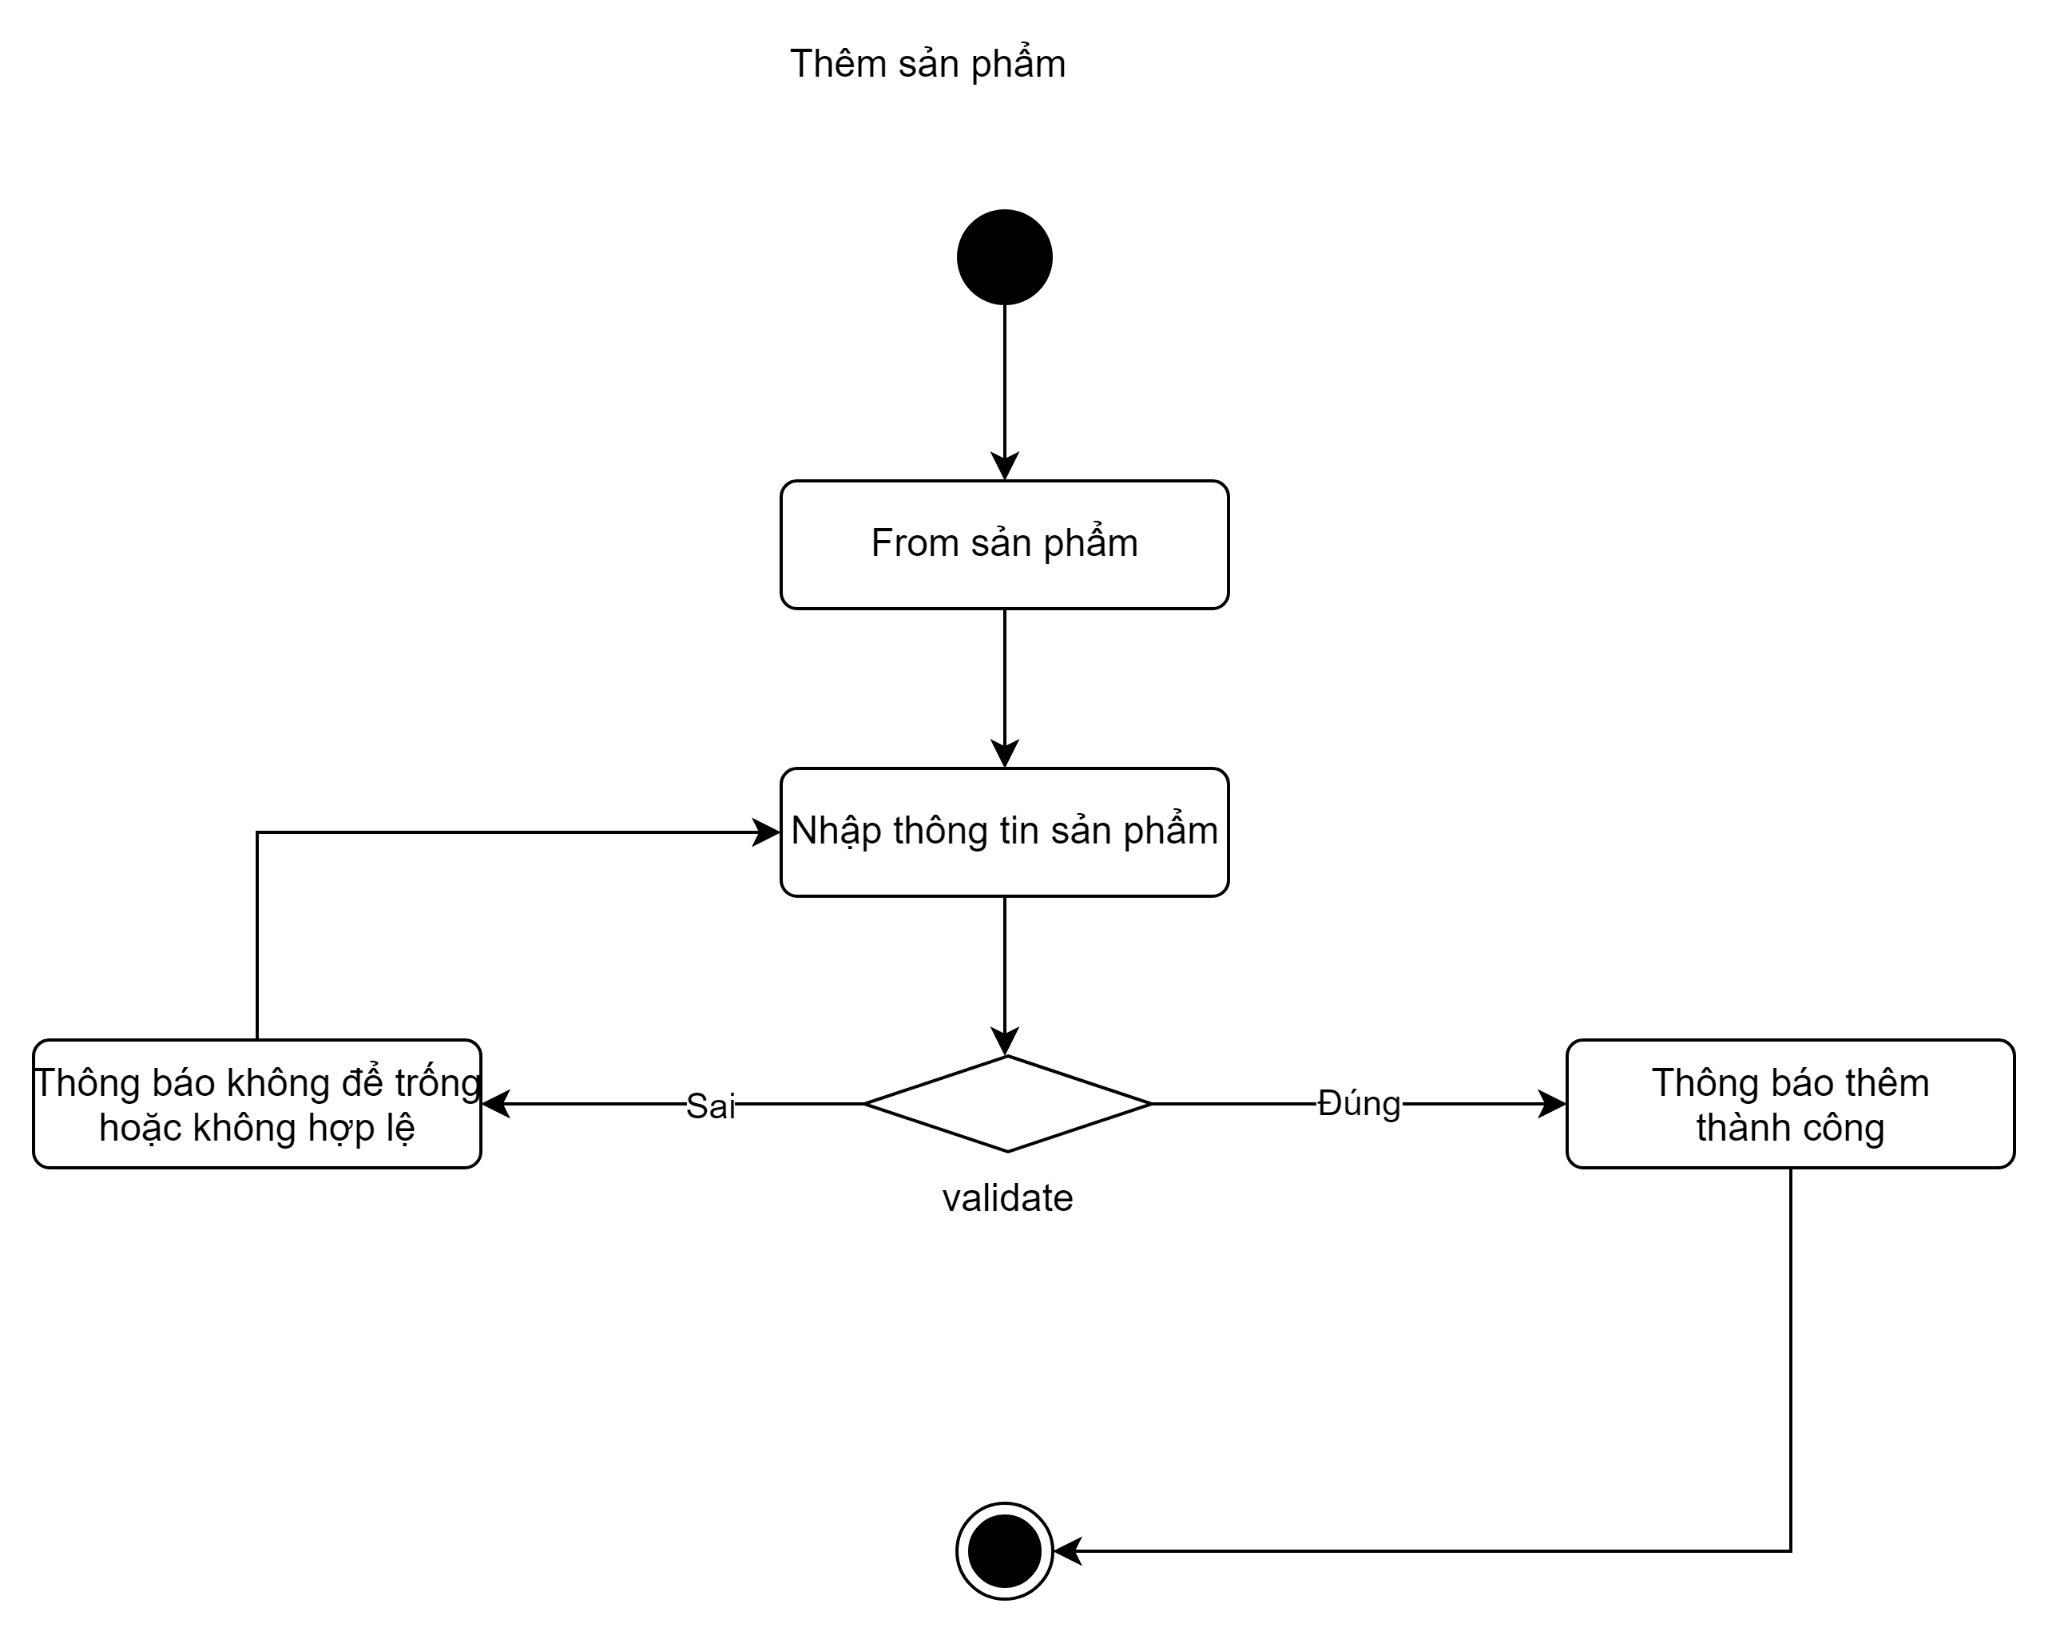 Thêm sản phẩm
From sản phẩm
Nhập thông tin sản phẩm
Thông báo không để trống
hoặc không hợp lệ
Sai
Đúng
Thông báo thêm
thành công
validate